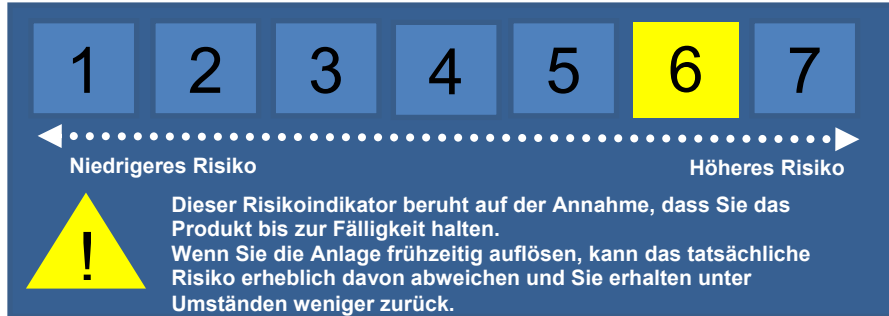 1 2 3 4 5 6 7
Niedrigeres Risiko Höheres Risiko
Dieser Risikoindikator beruht auf der Annahme, dass Sie das
Produkt bis zur Fälligkeit halten.
Wenn Sie die Anlage frühzeitig auflösen, kann das tatsächliche
! Risiko erheblich davon abweichen und Sie erhalten unter
Umständen weniger zurück.